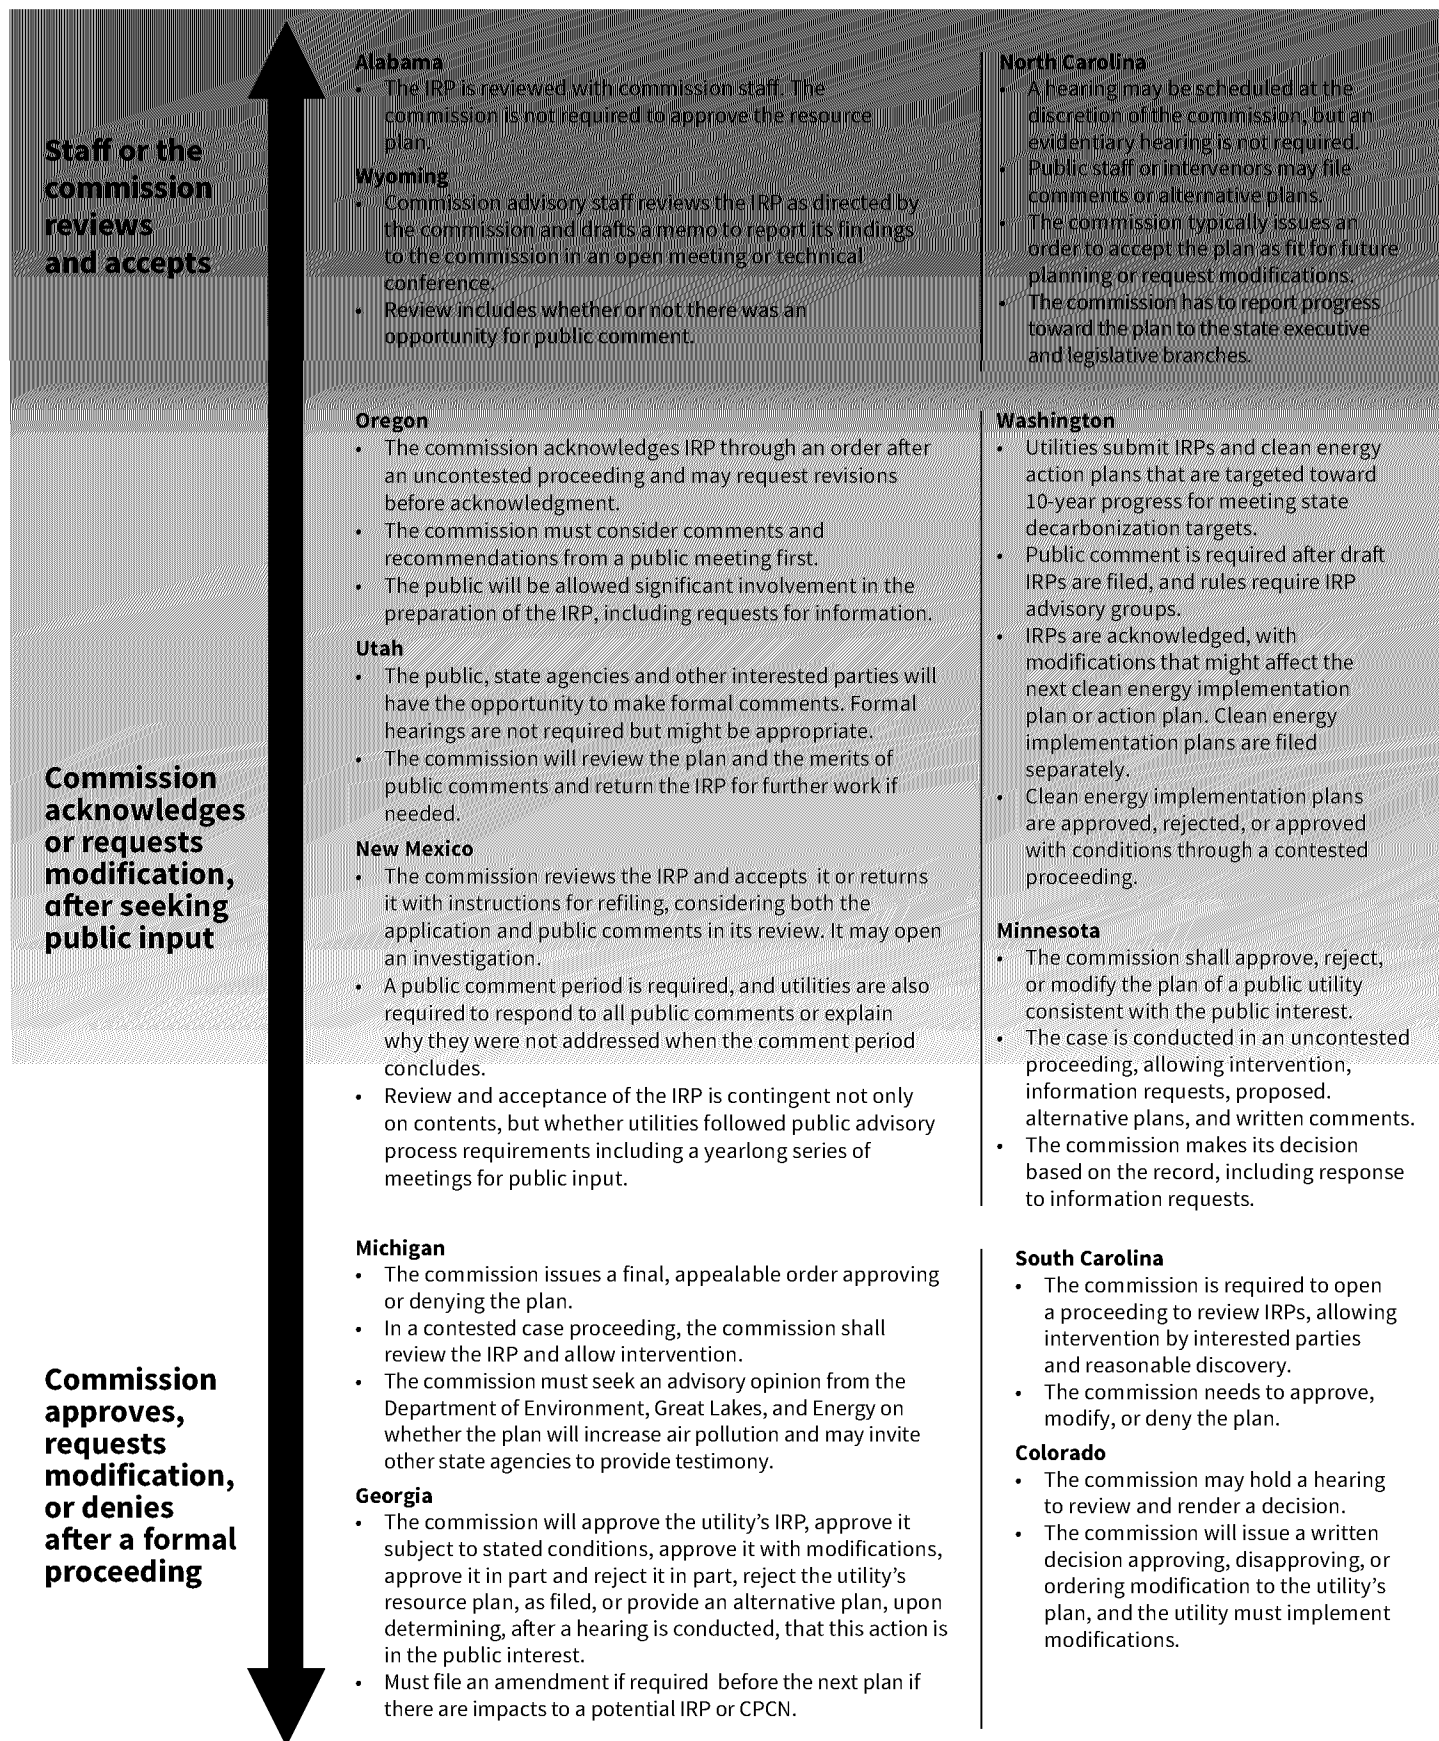 Staff or the
commission
reviews
and accepts
Alabama
• The IRP is reviewed with commission staff. The
commission is not required to approve the resource
plan.
Wyoming
• Commission advisory staff reviews the IRP as directed by
the commission and drafts a memo to report its findings
to the commission in an open meeting or technical
conference.
• Review includes whether or not there was an
opportunity for public comment.
North Carolina
• A hearing may be scheduled at the
discretion of the commission, but an
evidentiary hearing is not required.
• Public staff or intervenors may file
comments or alternative plans.
• The commission typically issues an
order to accept the plan as fit for future
planning or request modifications.
• The commission has to report progress
toward the plan to the state executive
and legislative branches.
Commission
acknowledges
or requests
modification,
after seeking
public input
Oregon
• The commission acknowledges IRP through an order after
an uncontested proceeding and may request revisions
before acknowledgment.
• The commission must consider comments and
recommendations from a public meeting first.
• The public will be allowed significant involvement in the
preparation of the IRP, including requests for information.
Utah
• The public, state agencies and other interested parties will
have the opportunity to make formal comments. Formal
hearings are not required but might be appropriate.
• The commission will review the plan and the merits of
public comments and return the IRP for further work if
needed.
New Mexico
• The commission reviews the IRP and accepts it or returns
it with instructions for refiling, considering both the
application and public comments in its review. It may open
an investigation.
• A public comment period is required, and utilities are also
required to respond to all public comments or explain
why they were not addressed when the comment period
concludes.
• Review and acceptance of the IRP is contingent not only
on contents, but whether utilities followed public advisory
process requirements including a yearlong series of
meetings for public input.
Washington
• Utilities submit IRPs and clean energy
action plans that are targeted toward
10-year progress for meeting state
decarbonization targets.
• Public comment is required after draft
IRPs are filed, and rules require IRP
advisory groups.
• IRPs are acknowledged, with
modifications that might affect the
next clean energy implementation
plan or action plan. Clean energy
implementation plans are filed
separately.
• Clean energy implementation plans
are approved, rejected, or approved
with conditions through a contested
proceeding.
Minnesota
• The commission shall approve, reject,
or modify the plan of a public utility
consistent with the public interest.
• The case is conducted in an uncontested
proceeding, allowing intervention,
information requests, proposed.
alternative plans, and written comments.
• The commission makes its decision
based on the record, including response
to information requests.
Commission
approves,
requests
modification,
or denies
after a formal
proceeding
Michigan
• The commission issues a final, appealable order approving
or denying the plan.
• In a contested case proceeding, the commission shall
review the IRP and allow intervention.
• The commission must seek an advisory opinion from the
Department of Environment, Great Lakes, and Energy on
whether the plan will increase air pollution and may invite
other state agencies to provide testimony.
Georgia
• The commission will approve the utility’s IRP, approve it
subject to stated conditions, approve it with modifications,
approve it in part and reject it in part, reject the utility’s
resource plan, as filed, or provide an alternative plan, upon
determining, after a hearing is conducted, that this action is
in the public interest.
• Must file an amendment if required before the next plan if
there are impacts to a potential IRP or CPCN.
South Carolina
• The commission is required to open
a proceeding to review IRPs, allowing
intervention by interested parties
and reasonable discovery.
• The commission needs to approve,
modify, or deny the plan.
Colorado
• The commission may hold a hearing
to review and render a decision.
• The commission will issue a written
decision approving, disapproving, or
ordering modification to the utility’s
plan, and the utility must implement
modifications.